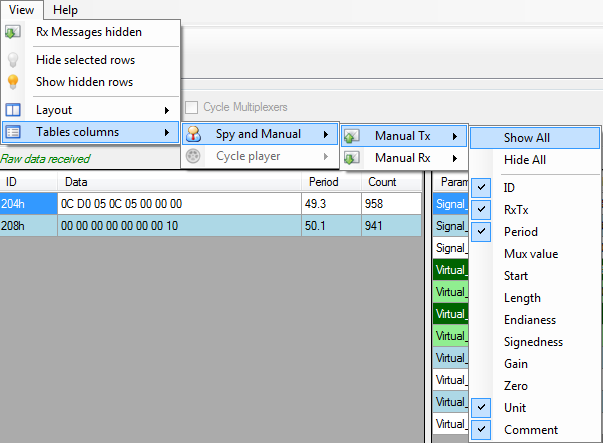 View Help
Rx Messages hidden
Hide selected rows
Show hidden rows
Layout
Cycle Multiplexers
Tables columns
Spy and Manual
Manual Tx
Show All
Cycle player
Manual Rx
Hide All
Raw data received
ID Data Period Count
204h 0C D0 05 0C 05 00 00 00 49.3 958
208h 00 00 00 00 00 00 00 10 50.1 941
Param
Signal_
Signal_
Signal_
Virtual_
Virtual_
Virtual_
Virtual_
Virtual_
Virtual_
Virtual_
Virtual_
ID
RxTx
Period
Mux value
Start
Length
Endianess
Signedness
Gain
Zero
Unit
Comment